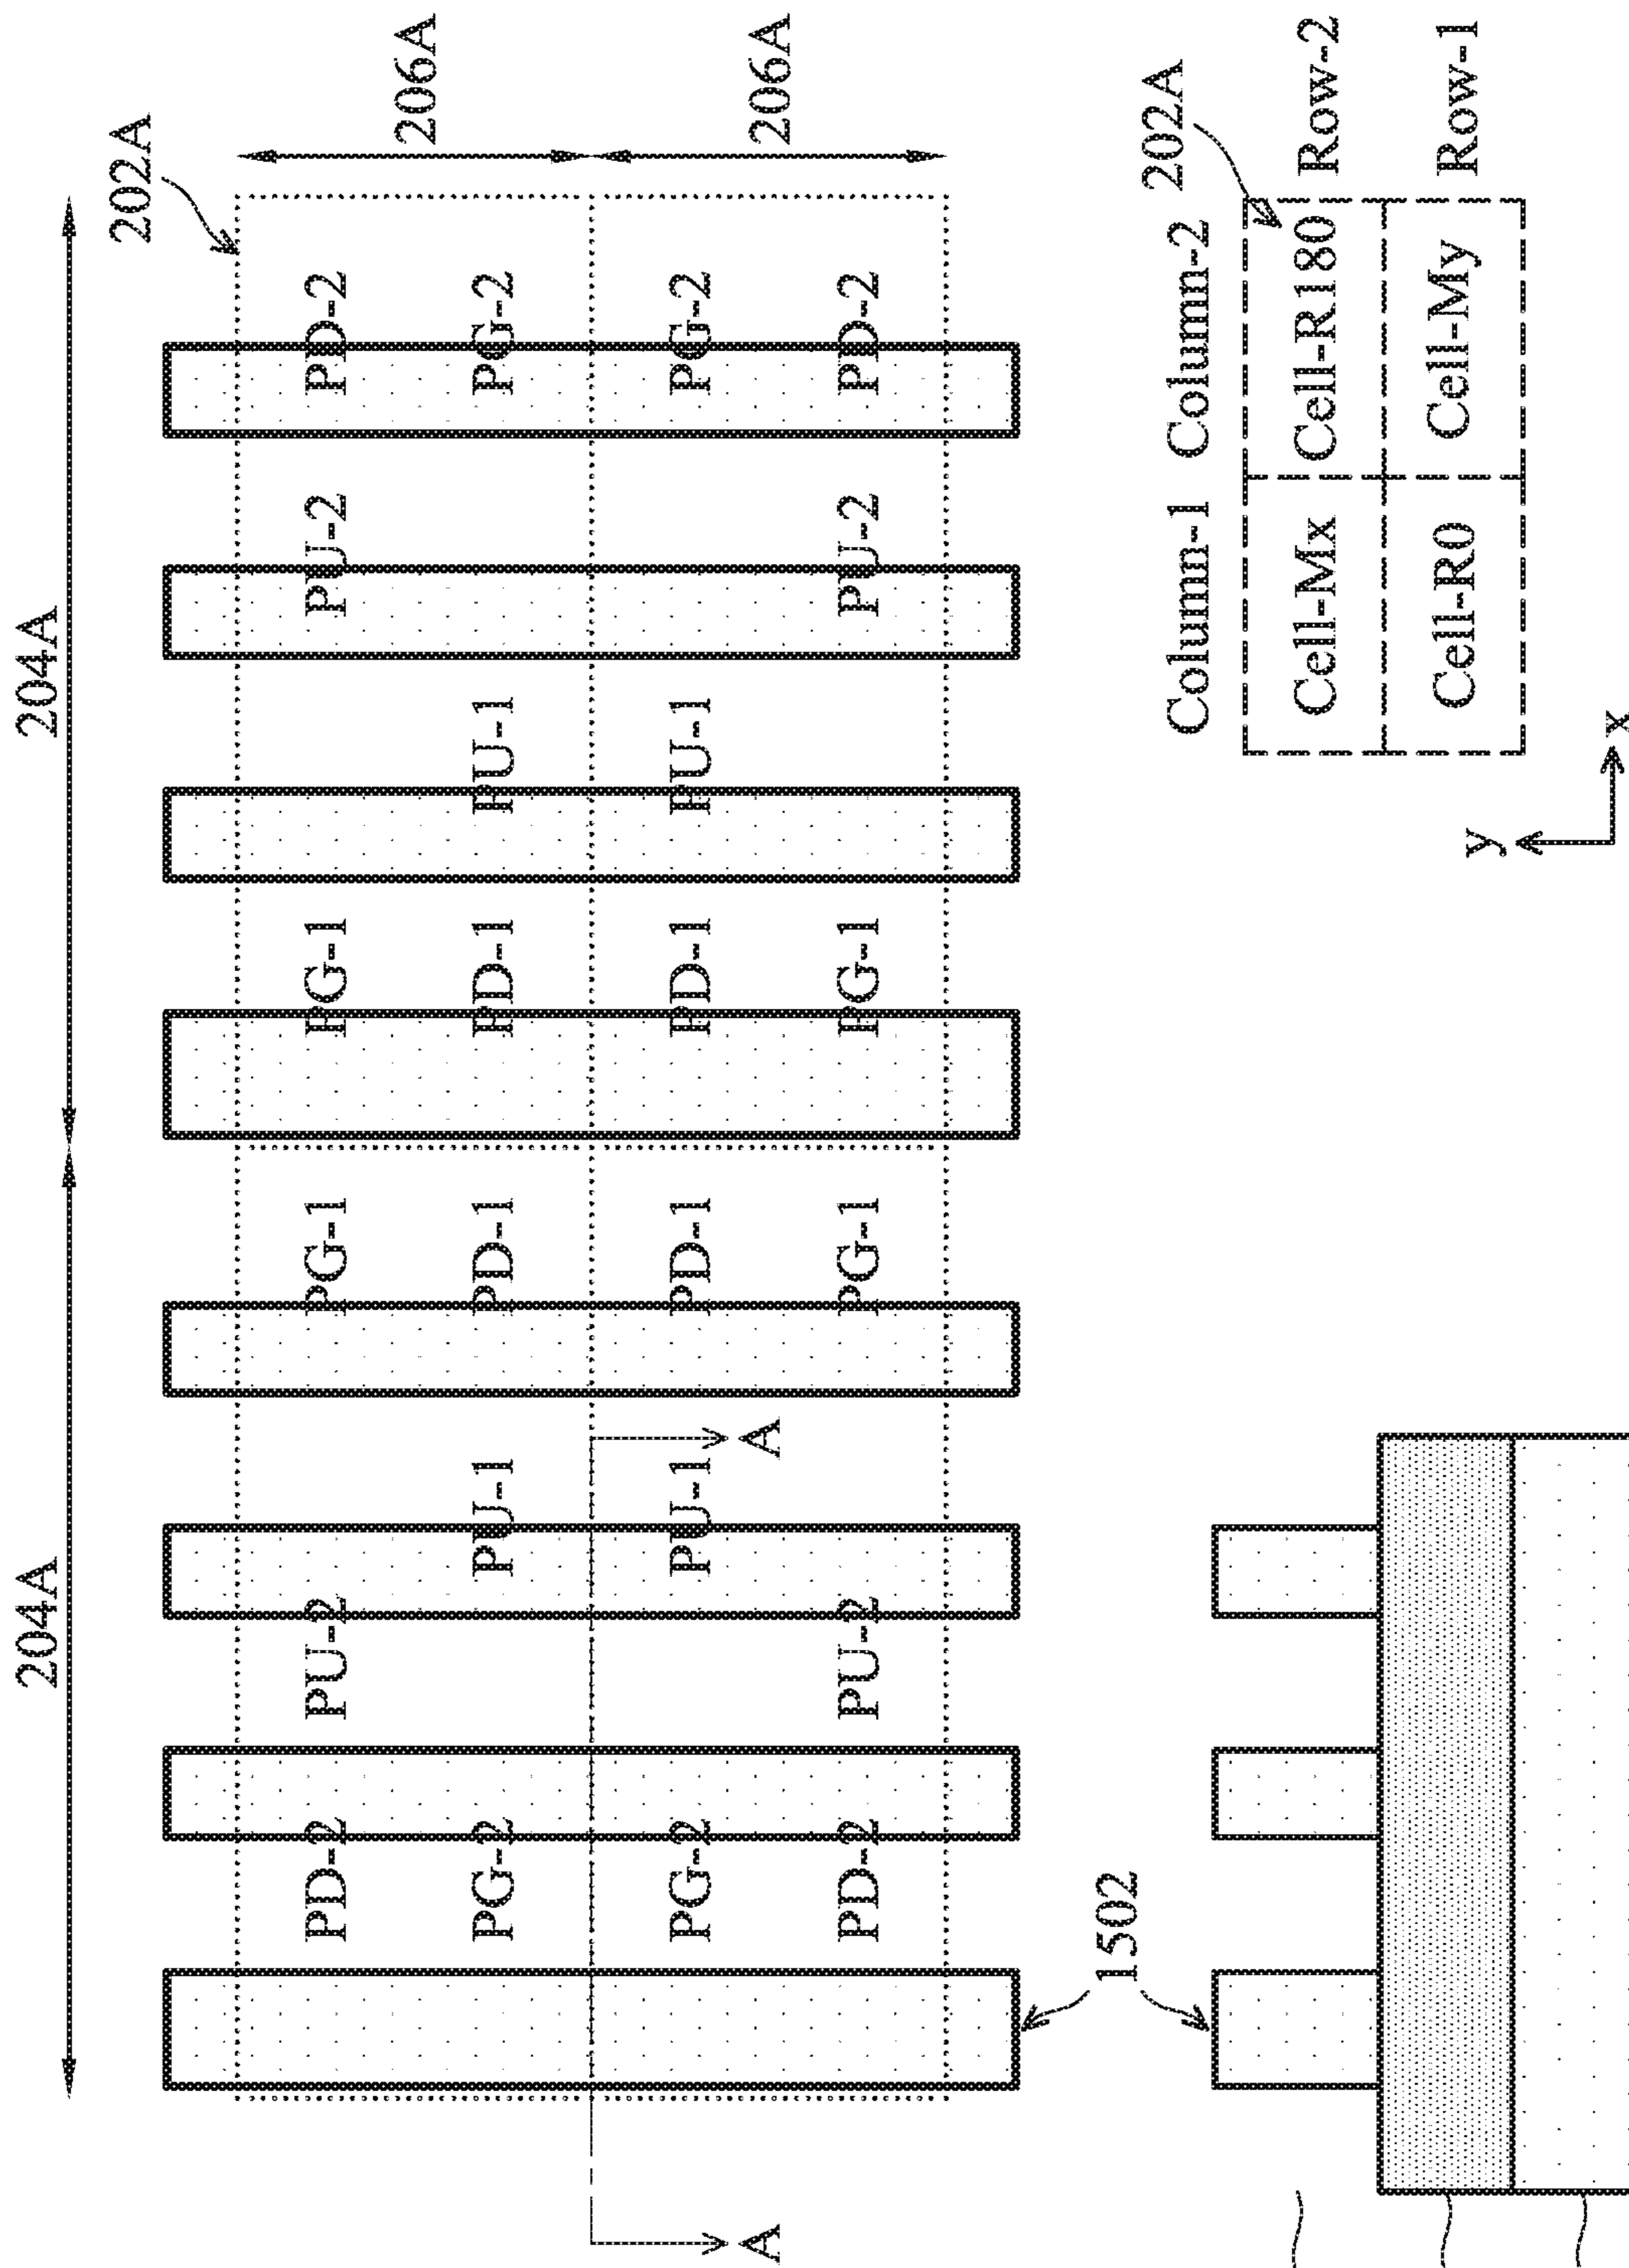 204A 204A
202A
PD-2 PU-2 PG-1 PG-1 PU-2 PD-2
206A
PG-2 PU-1 PD-1 PD-1 PU-1 PG-2
PG-2 PU-1 PD-1 PD-1 PU-1 PG-2
A A 206A
PD-2 PU-2 PG-1 PG-1 PU-2 PD-2
1502
Column-1 Column-2 202A
Cell-Mx Cell-R180 Row-2
Cell-R0 Cell-My Row-1
y
x